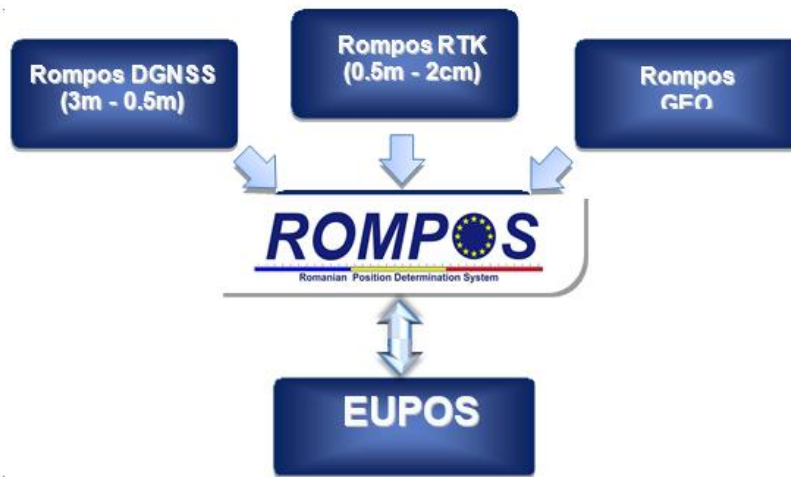 Rompos DGNSS
(3m - 0.5m)
Rompos RTK
(0.5m - 2cm)
Rompos
GEO
ROMPOS
Romanian Position Determination System
EUPOS